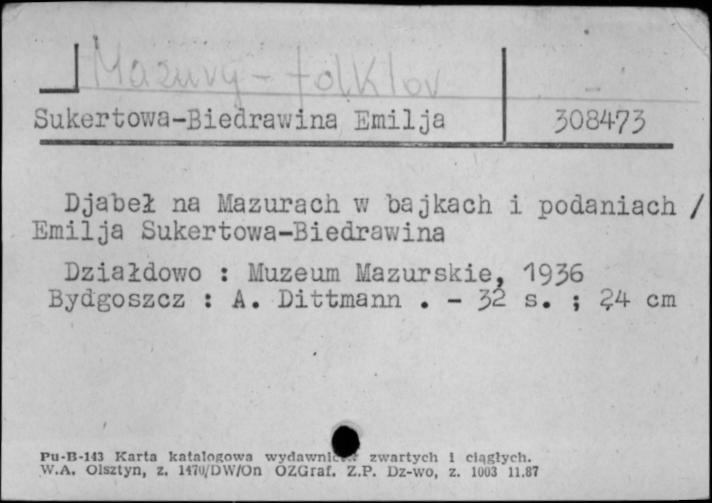 Mazury - folklor
Sukertowa-Biedrawina Emilja 308473
Djabeł na Mazurach w bajkach i podaniach /
Emilja Sukertowa-Biedrawina
Działdowo : Muzeum Mazurskie, 1936
Bydgoszcz : A. Dittmann . - 32 s. ; 24 cm
Pu-B-143 Karta katalogowa zwartych i ciągłych.
W.A. Olsztyn, z. 1470/DW/On OZGraf. Z.P. Dz-wo, z. 1003 11.87